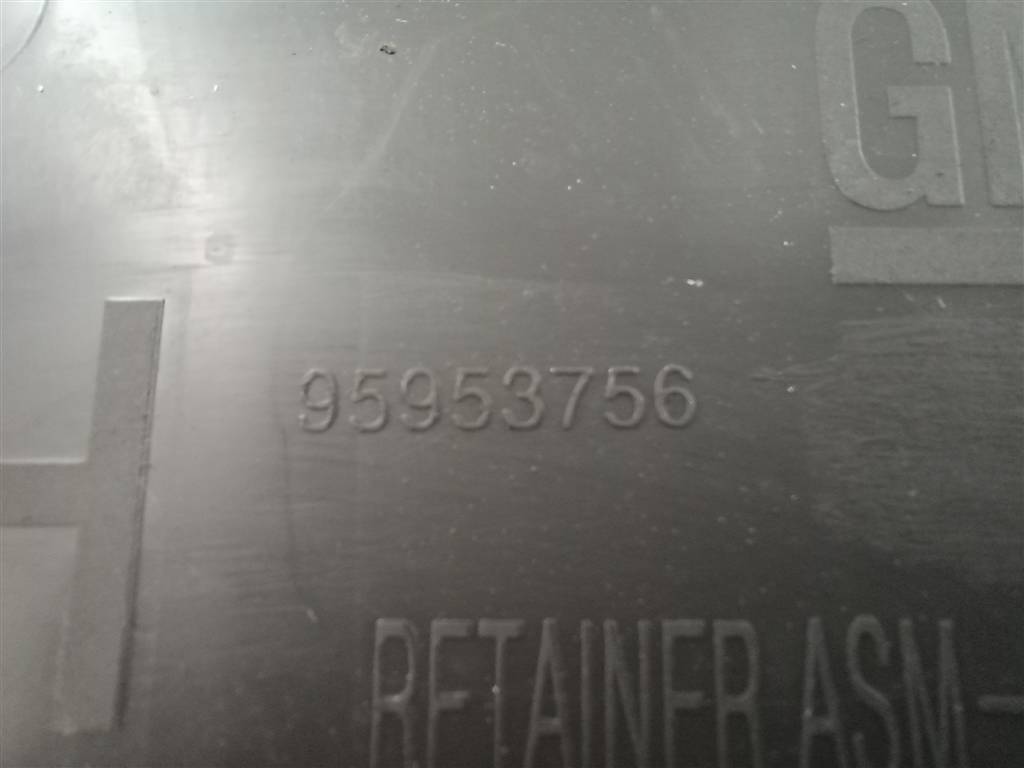 GM
95953756
RETAINER ASM-